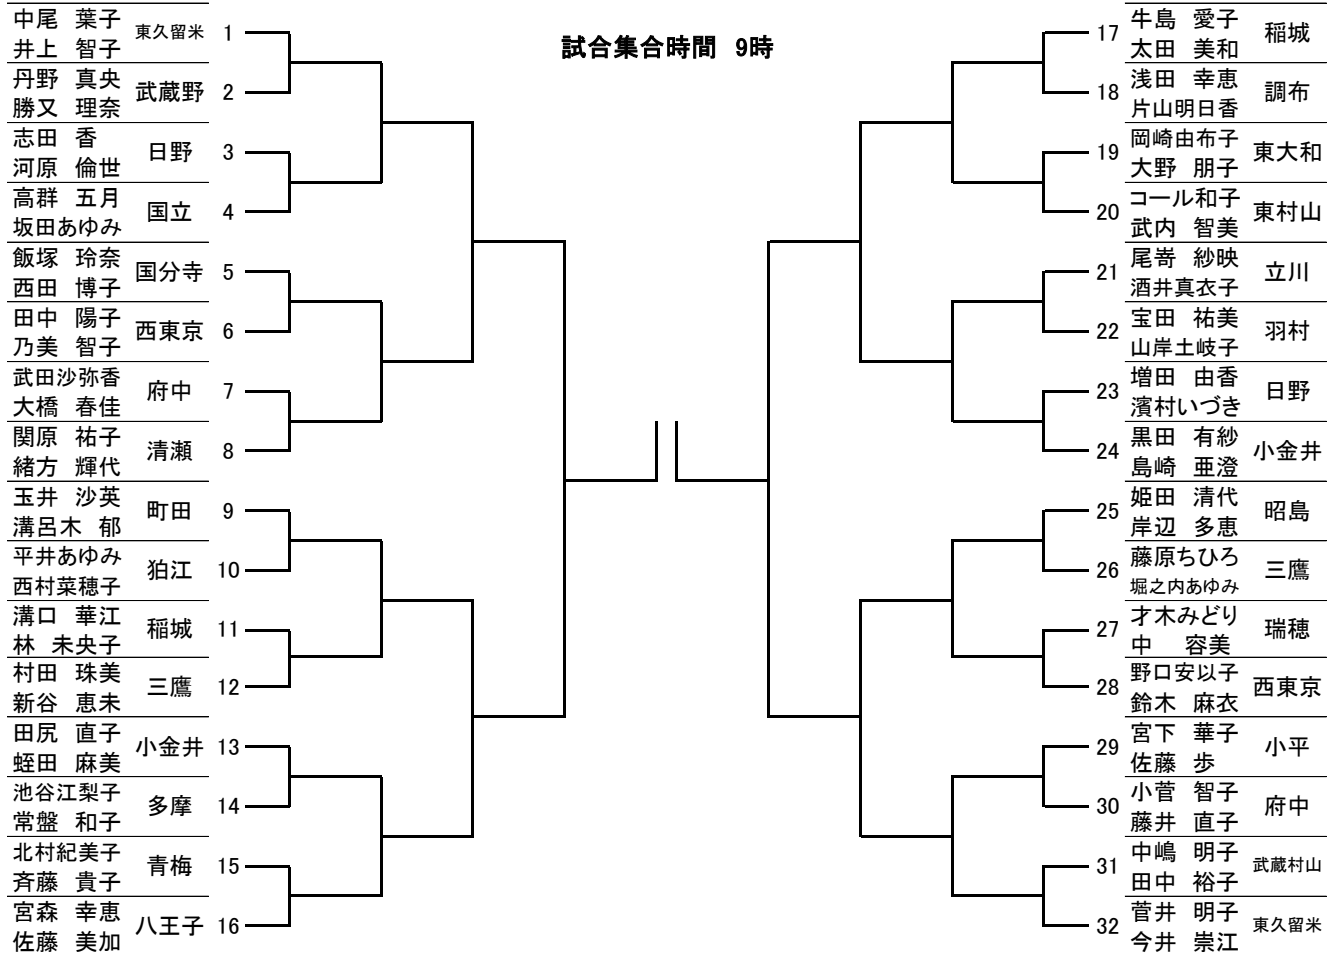 試合集合時間 9時
中尾 葉子
井上 智子
東久留米 1
丹野 真央
勝又 理奈
武蔵野 2
志田 香
河原 倫世
日野 3
高群 五月
坂田あゆみ
国立 4
飯塚 玲奈
西田 博子
国分寺 5
田中 陽子
乃美 智子
西東京 6
武田沙弥香
大橋 春佳
府中 7
関原 祐子
緒方 輝代
清瀬 8
玉井 沙英
溝呂木 郁
町田 9
平井あゆみ
西村菜穂子
狛江 10
溝口 華江
林 未央子
稲城 11
村田 珠美
新谷 恵未
三鷹 12
田尻 直子
蛭田 麻美
小金井 13
池谷江梨子
常盤 和子
多摩 14
北村紀美子
斉藤 貴子
青梅 15
宮森 幸恵
佐藤 美加
八王子 16
17 牛島 愛子
太田 美和
稲城
18 浅田 幸恵
片山明日香
調布
19 岡崎由布子
大野 朋子
東大和
20 コール和子
武内 智美
東村山
21 尾嵜 紗映
酒井真衣子
立川
22 宝田 祐美
山岸土岐子
羽村
23 増田 由香
濱村いづき
日野
24 黒田 有紗
島崎 亜澄
小金井
25 姫田 清代
岸辺 多恵
昭島
26 藤原ちひろ
堀之内あゆみ
三鷹
27 才木みどり
中 容美
瑞穂
28 野口安以子
鈴木 麻衣
西東京
29 宮下 華子
佐藤 歩
小平
30 小菅 智子
藤井 直子
府中
31 中嶋 明子
田中 裕子
武蔵村山
32 菅井 明子
今井 崇江
東久留米